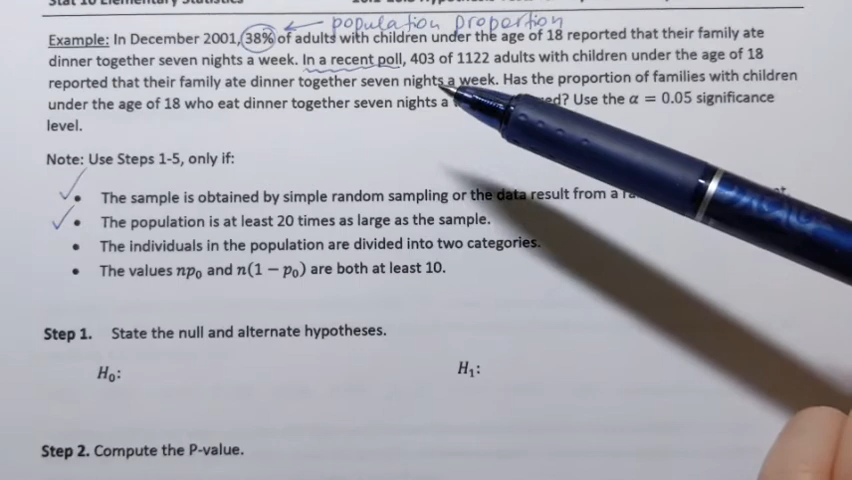 Stat 10 Elementary Statistics
population proportion
Example: In December 2001, 38% of adults with children under the age of 18 reported that their family ate
dinner together seven nights a week. In a recent poll, 403 of 1122 adults with children under the age of 18
reported that their family ate dinner together seven nights a week. Has the proportion of families with children
under the age of 18 who eat dinner together seven nights a ? Use the α = 0.05 significance
level.
Note: Use Steps 1-5, only if:
• The sample is obtained by simple random sampling or the data result from a
• The population is at least 20 times as large as the sample.
• The individuals in the population are divided into two categories.
• The values np₀ and n(1 − p₀) are both at least 10.
Step 1. State the null and alternate hypotheses.
H₀: H₁:
Step 2. Compute the P-value.